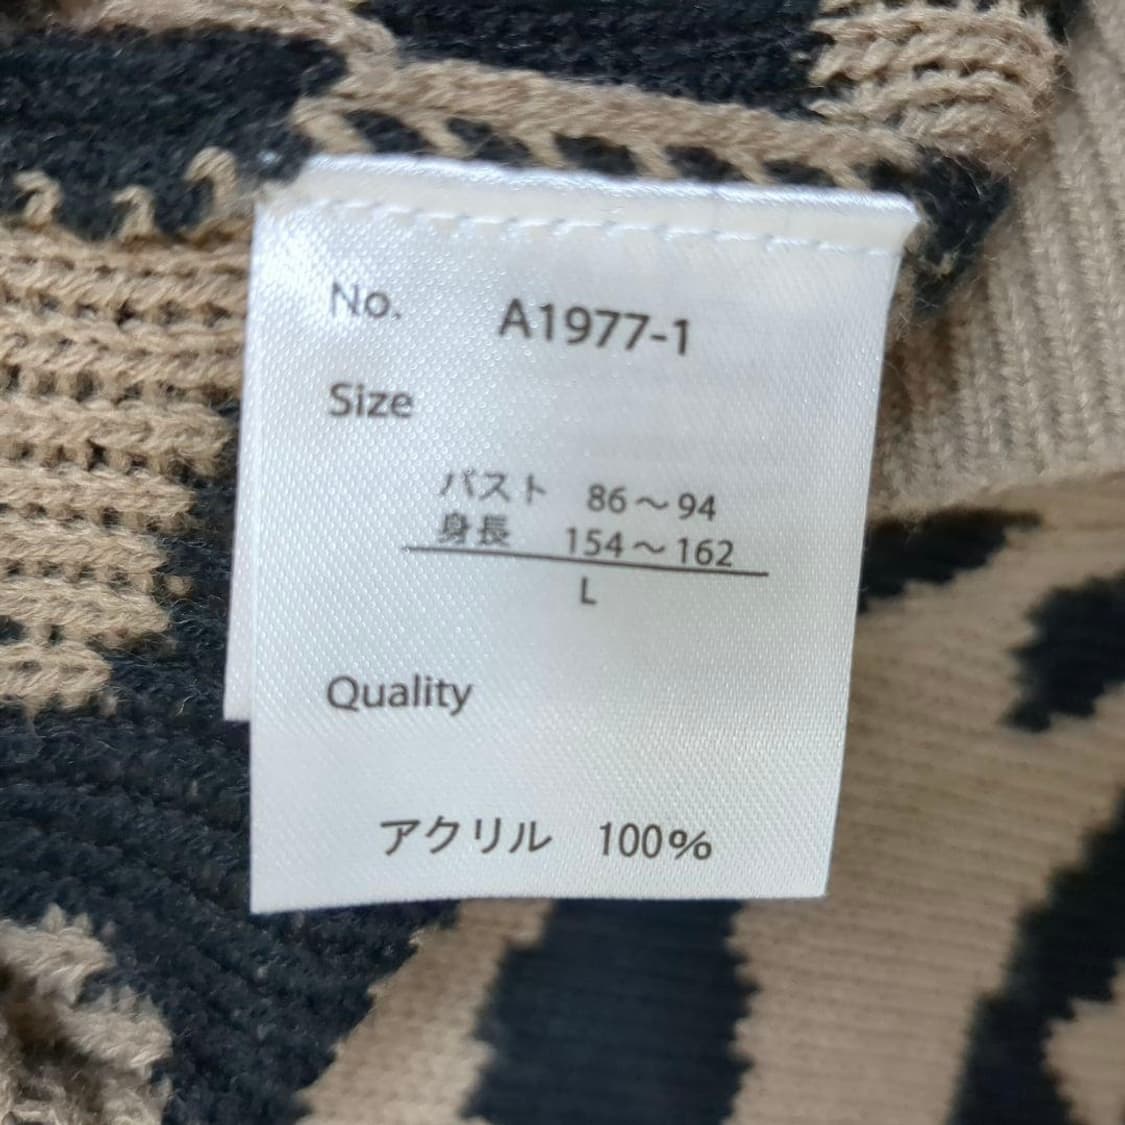 No. A1977-1
Size
バスト 86～94
身長 154～162
L
Quality
アクリル 100%